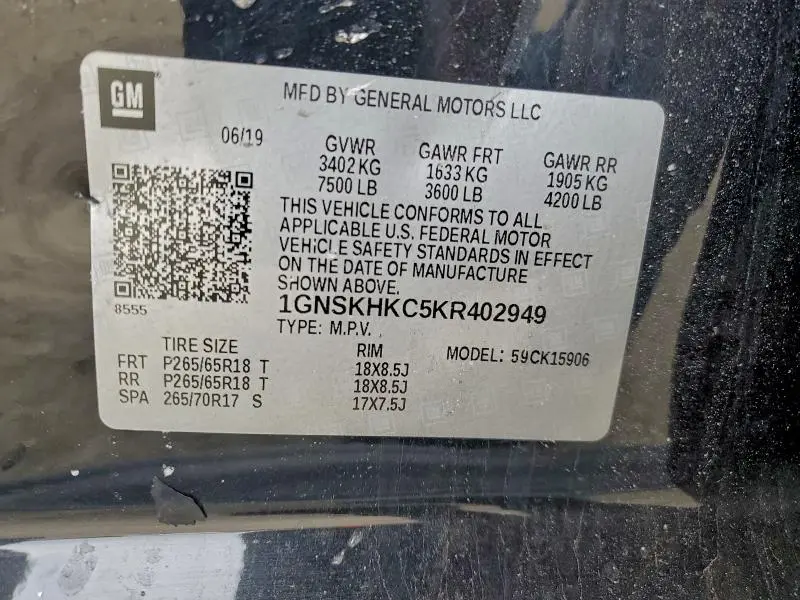 GM
MFD BY GENERAL MOTORS LLC
06/19
GVWR
3402 KG
7500 LB
GAWR FRT
1633 KG
3600 LB
GAWR RR
1905 KG
4200 LB
THIS VEHICLE CONFORMS TO ALL
APPLICABLE U.S. FEDERAL MOTOR
VEHICLE SAFETY STANDARDS IN EFFECT
ON THE DATE OF MANUFACTURE
SHOWN ABOVE.
8555
1GNSKHKC5KR402949
TYPE: M.P.V.
MODEL: 59CK15906
TIRE SIZE RIM
FRT P265/65R18 T 18X8.5J
RR P265/65R18 T 18X8.5J
SPA 265/70R17 S 17X7.5J